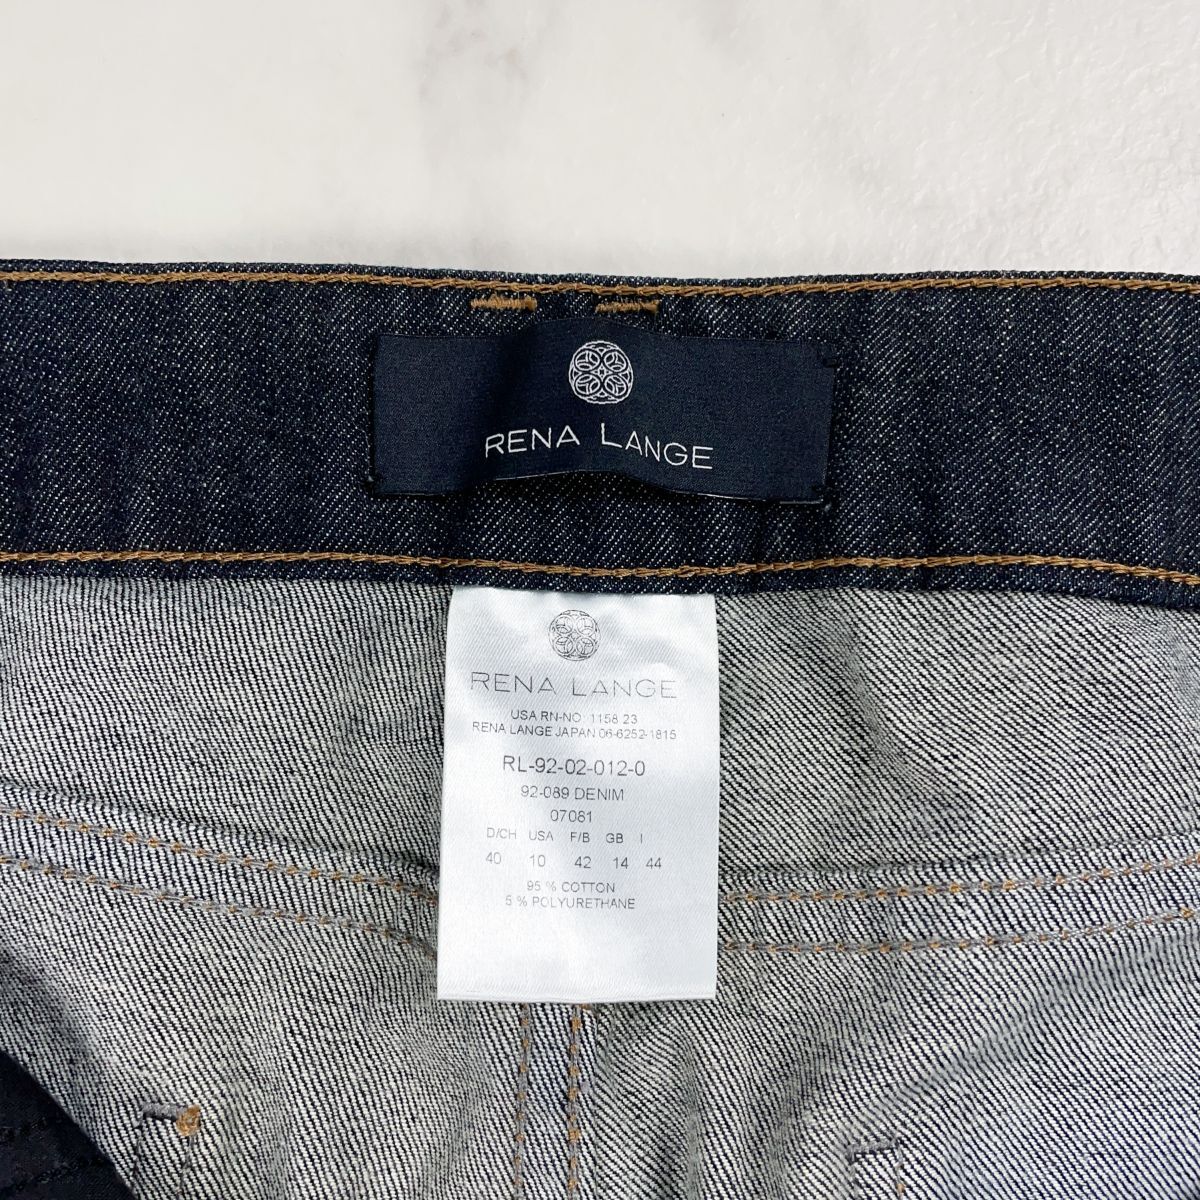 RENA LANGE
RENA LANGE
USA RN-NO: 1158 23
RENA LANGE JAPAN 06-6252-1815
RL-92-02-012-0
92-089 DENIM
07081
D/CH USA F/B GB I
40 10 42 14 44
95 % COTTON
5 % POLYURETHANE